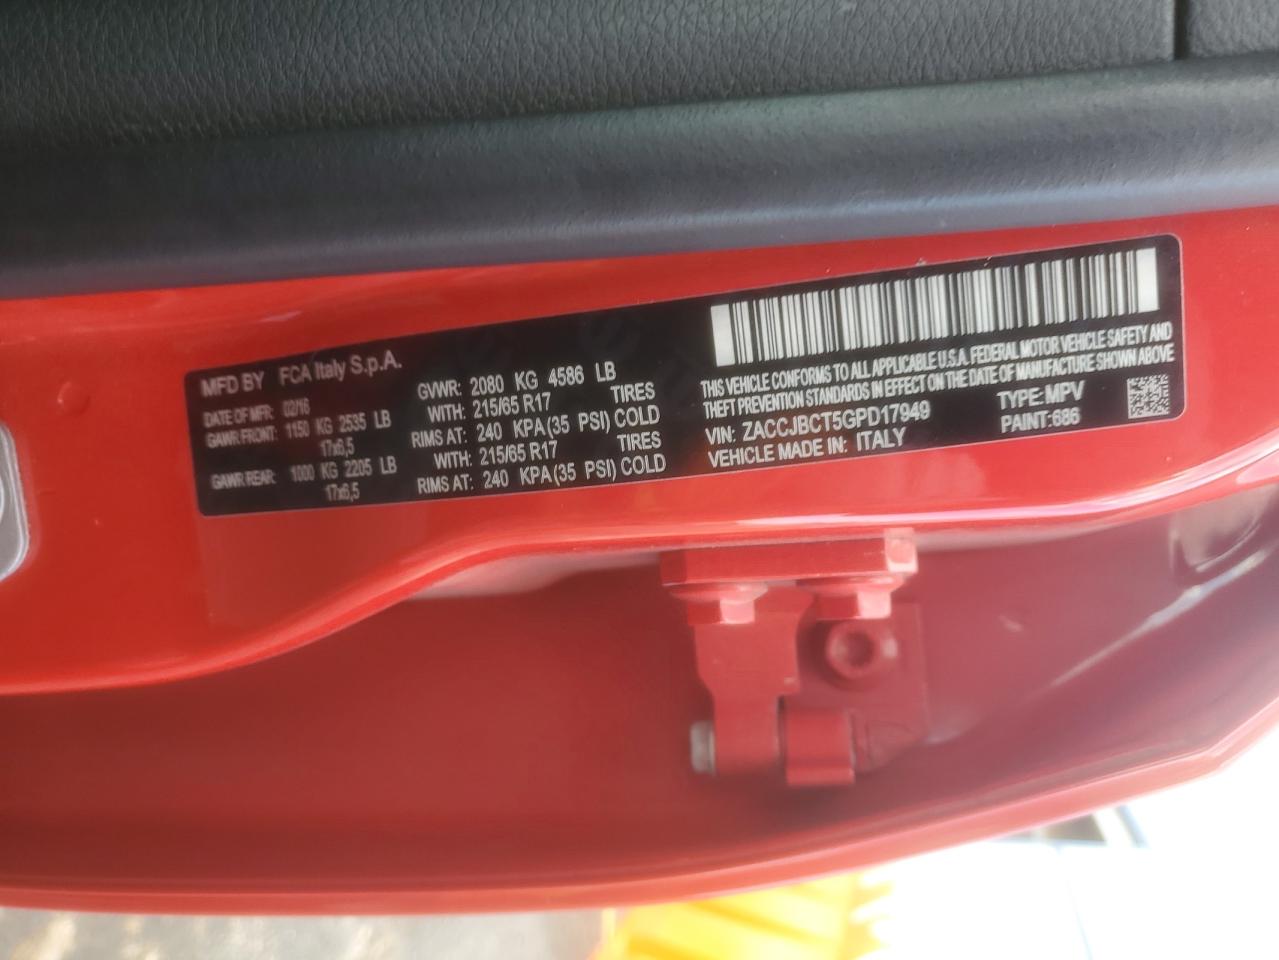 MFD BY FCA Italy S.p.A.
DATE OF MFR: 02/16 GVWR: 2080 KG 4586 LB
GAWR FRONT: 1150 KG 2535 LB WITH: 215/65 R17 TIRES
17x6,5 RIMS AT: 240 KPA(35 PSI) COLD
GAWR REAR: 1000 KG 2205 LB WITH: 215/65 R17 TIRES
17x6,5 RIMS AT: 240 KPA(35 PSI) COLD
THIS VEHICLE CONFORMS TO ALL APPLICABLE U.S.A. FEDERAL MOTOR VEHICLE SAFETY AND
THEFT PREVENTION STANDARDS IN EFFECT ON THE DATE OF MANUFACTURE SHOWN ABOVE
VIN: ZACCJBCT5GPD17949 TYPE: MPV
VEHICLE MADE IN: ITALY PAINT: 686